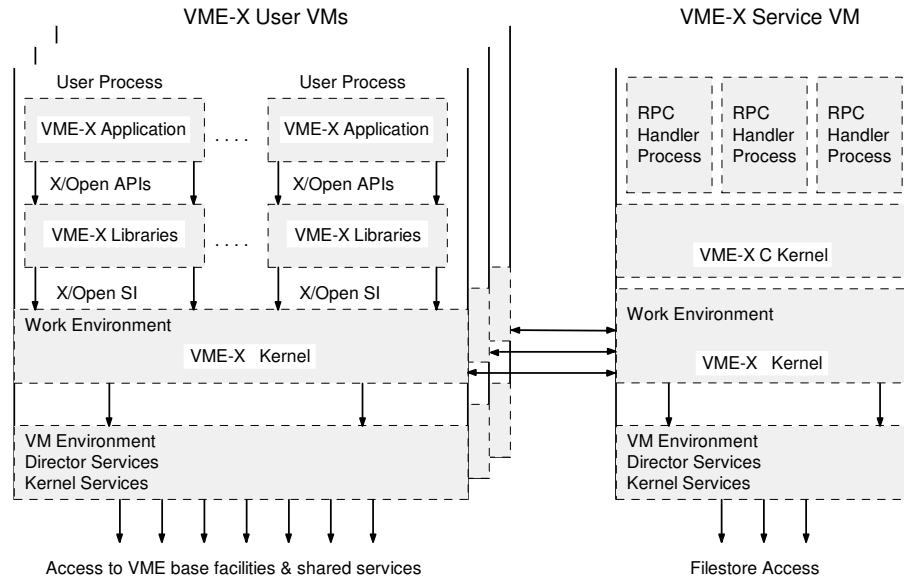 VME-X User VMs
VME-X Service VM
User Process
User Process
VME-X Application
. . . .
VME-X Application
RPC
Handler
Process
RPC
Handler
Process
RPC
Handler
Process
X/Open APIs
X/Open APIs
VME-X Libraries
. . . .
VME-X Libraries
VME-X C Kernel
X/Open SI
X/Open SI
Work Environment
VME-X Kernel
Work Environment
VME-X Kernel
VM Environment
Director Services
Kernel Services
VM Environment
Director Services
Kernel Services
Access to VME base facilities & shared services
Filestore Access